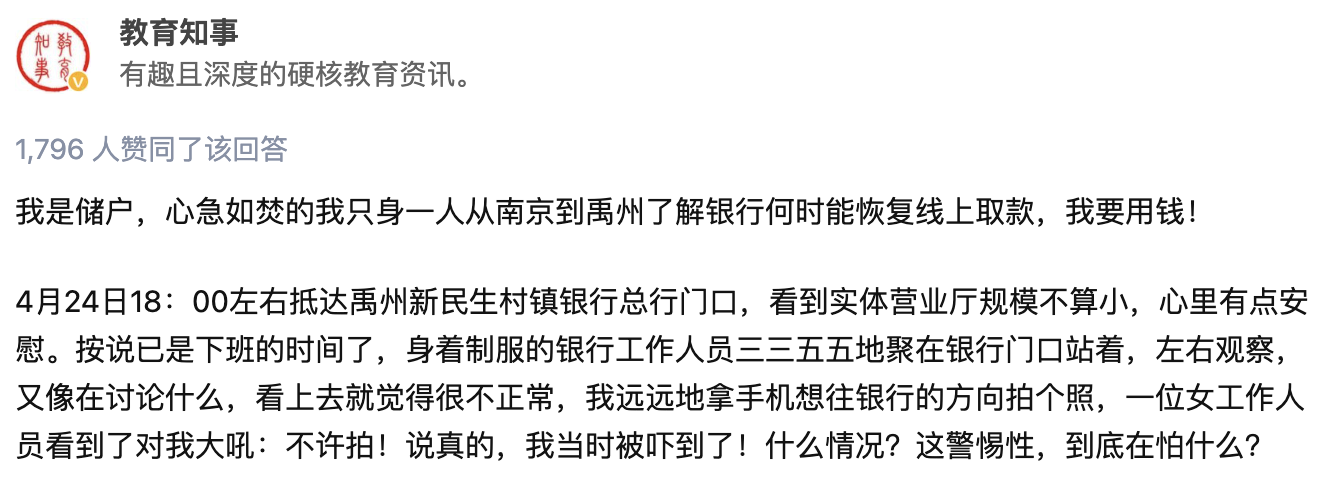 教育知事
有趣且深度的硬核教育资讯。
1,796 人赞同了该回答
我是储户，心急如焚的我只身一人从南京到禹州了解银行何时能恢复线上取款，我要用钱！
4月24日18：00左右抵达禹州新民生村镇银行总行门口，看到实体营业厅规模不算小，心里有点安
慰。按说已是下班的时间了，身着制服的银行工作人员三三五五地聚在银行门口站着，左右观察，
又像在讨论什么，看上去就觉得很不正常，我远远地拿手机想往银行的方向拍个照，一位女工作人
员看到了对我大吼：不许拍！说真的，我当时被吓到了！什么情况？这警惕性，到底在怕什么？